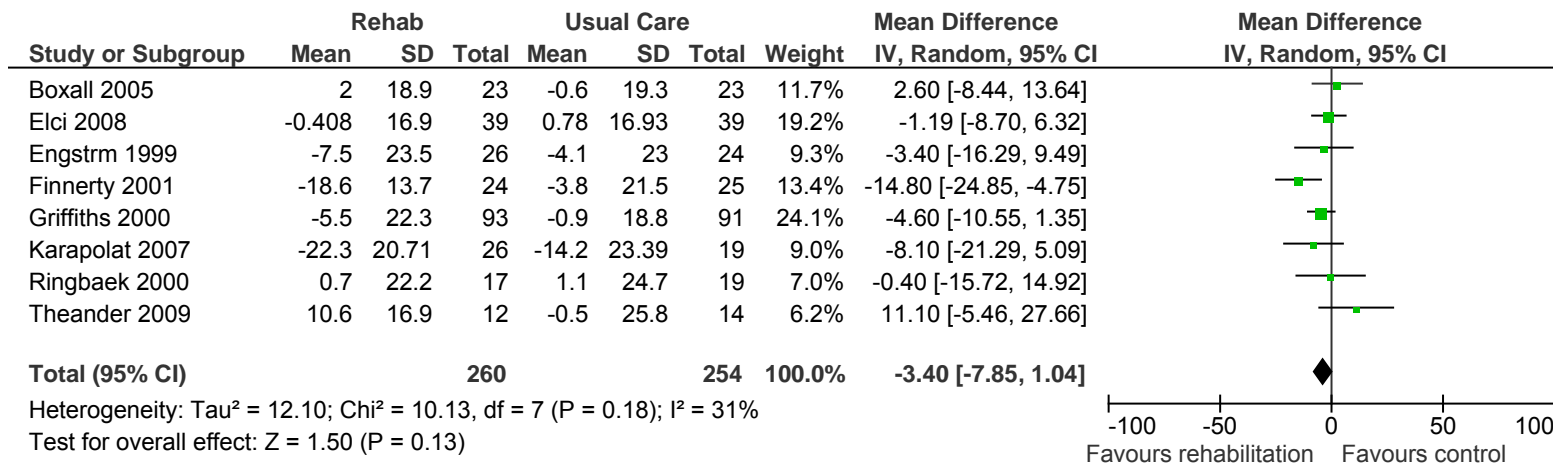 Rehab Usual Care Mean Difference Mean Difference
Study or Subgroup Mean SD Total Mean SD Total Weight IV, Random, 95% CI IV, Random, 95% CI
Boxall 2005 2 18.9 23 -0.6 19.3 23 11.7% 2.60 [-8.44, 13.64]
Elci 2008 -0.408 16.9 39 0.78 16.93 39 19.2% -1.19 [-8.70, 6.32]
Engstrm 1999 -7.5 23.5 26 -4.1 23 24 9.3% -3.40 [-16.29, 9.49]
Finnerty 2001 -18.6 13.7 24 -3.8 21.5 25 13.4% -14.80 [-24.85, -4.75]
Griffiths 2000 -5.5 22.3 93 -0.9 18.8 91 24.1% -4.60 [-10.55, 1.35]
Karapolat 2007 -22.3 20.71 26 -14.2 23.39 19 9.0% -8.10 [-21.29, 5.09]
Ringbaek 2000 0.7 22.2 17 1.1 24.7 19 7.0% -0.40 [-15.72, 14.92]
Theander 2009 10.6 16.9 12 -0.5 25.8 14 6.2% 11.10 [-5.46, 27.66]
Total (95% CI) 260 254 100.0% -3.40 [-7.85, 1.04]
Heterogeneity: Tau² = 12.10; Chi² = 10.13, df = 7 (P = 0.18); I² = 31%
Test for overall effect: Z = 1.50 (P = 0.13)
-100 -50 0 50 100
Favours rehabilitation Favours control